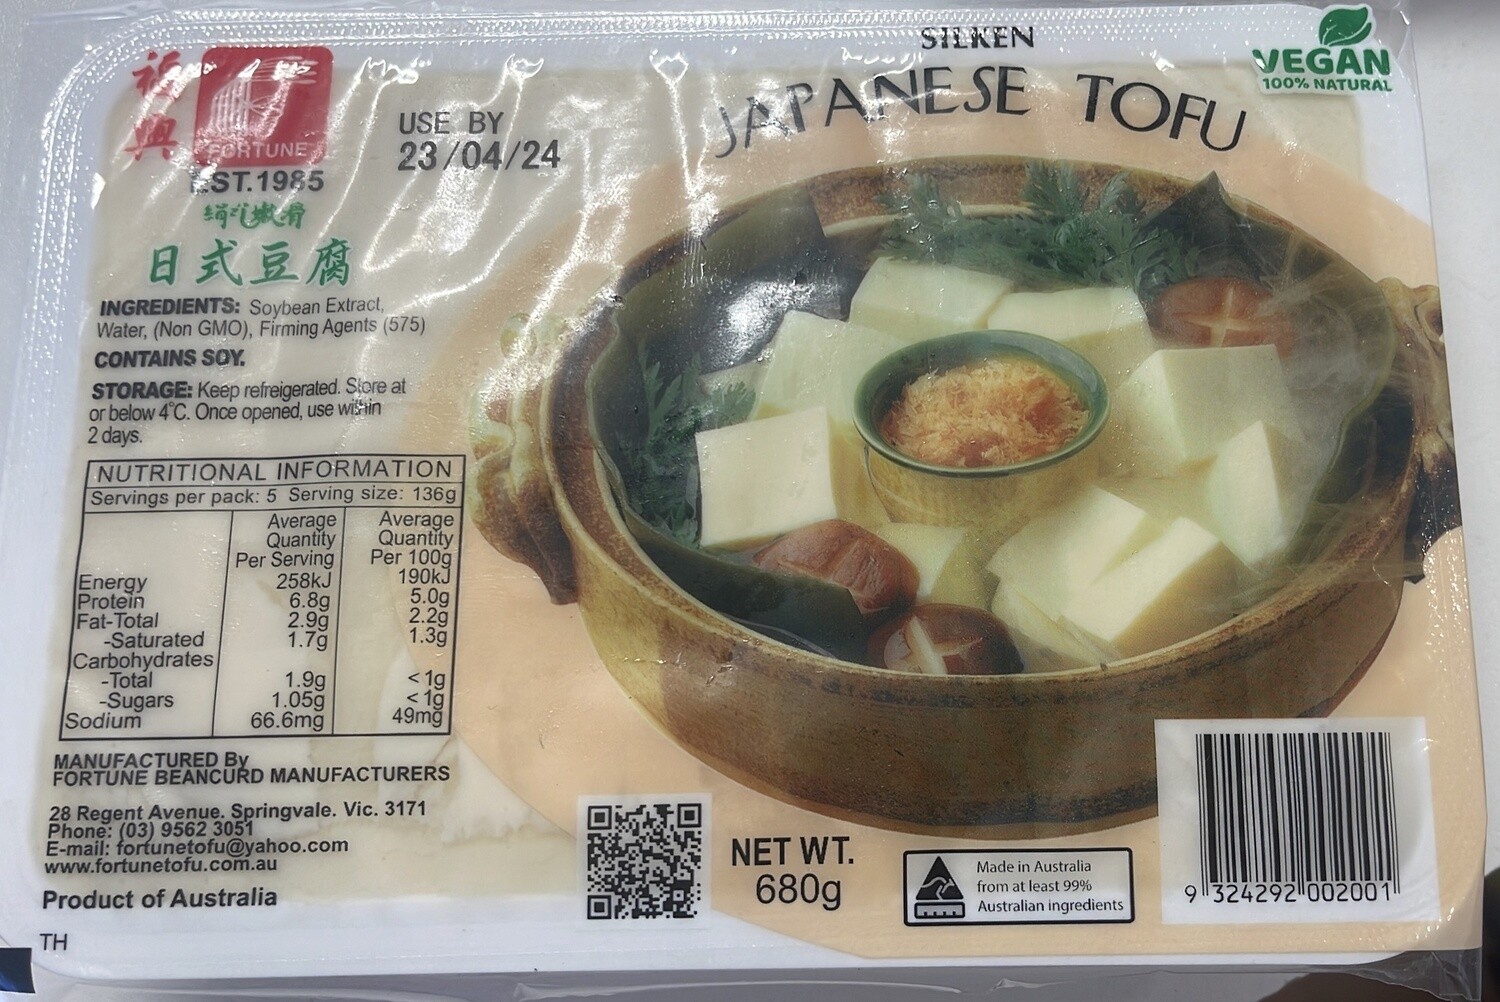 福
興
FORTUNE
EST.1985
嫩滑
日式豆腐
USE BY
23/04/24
SILKEN
JAPANESE TOFU
VEGAN
100% NATURAL
INGREDIENTS: Soybean Extract,
Water, (Non GMO), Firming Agents (575)
CONTAINS SOY.
STORAGE: Keep refreigerated. Store at
or below 4°C. Once opened, use within
2 days.
NUTRITIONAL INFORMATION
Servings per pack: 5 Serving size: 136g
Average Quantity Per Serving Average Quantity Per 100g
Energy 258kJ 190kJ
Protein 6.8g 5.0g
Fat-Total 2.9g 2.2g
-Saturated 1.7g 1.3g
Carbohydrates
-Total 1.9g <1g
-Sugars 1.05g <1g
Sodium 66.6mg 49mg
MANUFACTURED By
FORTUNE BEANCURD MANUFACTURERS
28 Regent Avenue. Springvale. Vic. 3171
Phone: (03) 9562 3051
E-mail: fortunetofu@yahoo.com
www.fortunetofu.com.au
Product of Australia
TH
NET WT.
680g
Made in Australia
from at least 99%
Australian ingredients
9 324292 002001